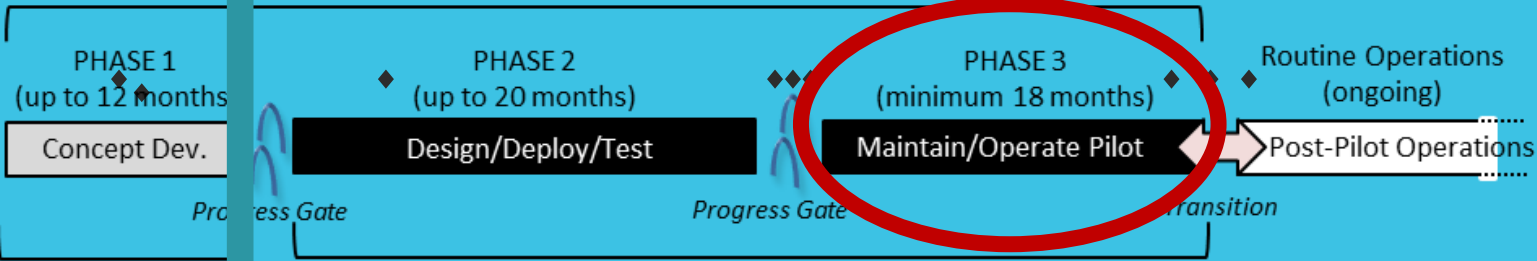 PHASE 1
(up to 12 months
Concept Dev.
Progress Gate
PHASE 2
(up to 20 months)
Design/Deploy/Test
Progress Gate
PHASE 3
(minimum 18 months)
Maintain/Operate Pilot
Transition
Routine Operations
(ongoing)
Post-Pilot Operations